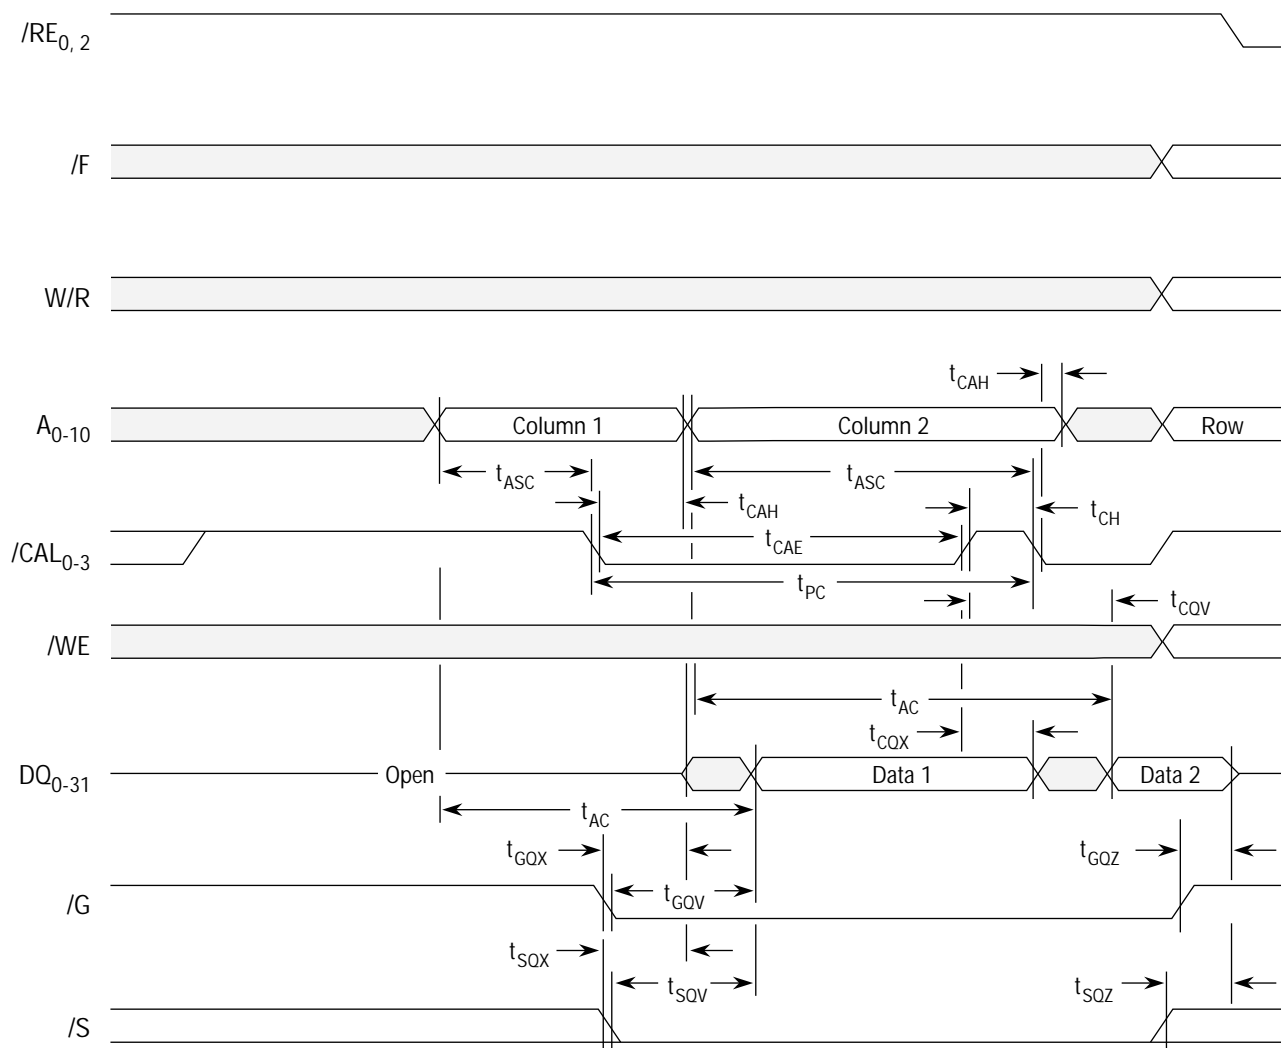 /RE0, 2
/F
W/R
tCAH
A0-10 Column 1 Column 2 Row
tASC tASC
tCAH tCH
/CAL0-3 tCAE
tPC
tCQV
/WE
tAC
tCQX
DQ0-31 Open Data 1 Data 2
tAC
tGQX tGQZ
/G tGQV
tSQX
tSQV tSQZ
/S